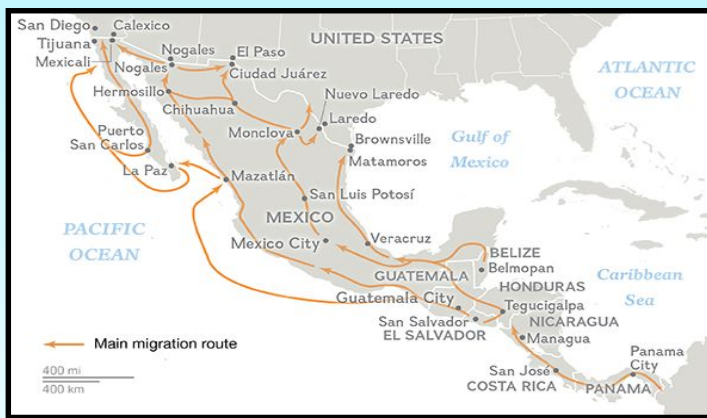 San Diego
Calexico
Tijuana
Mexicali
Nogales
Nogales
El Paso
Ciudad Juárez
UNITED STATES
ATLANTIC
OCEAN
Hermosillo
Chihuahua
Nuevo Laredo
Laredo
Monclova
Brownsville
Matamoros
Gulf of
Mexico
Puerto
San Carlos
La Paz
Mazatlán
San Luis Potosí
MEXICO
PACIFIC
OCEAN
Mexico City
Veracruz
BELIZE
Belmopan
GUATEMALA
HONDURAS
Caribbean
Sea
Guatemala City
Tegucigalpa
San Salvador
EL SALVADOR
NICARAGUA
Managua
Main migration route
Panama
City
San José
COSTA RICA
PANAMA
400 mi
400 km